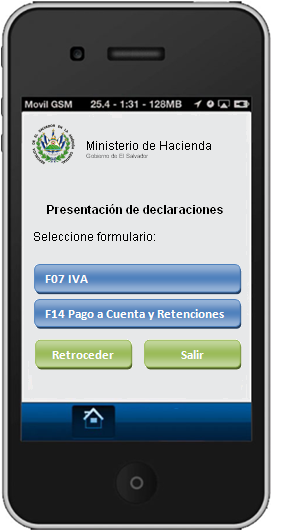 Movil GSM 25.4 - 1:31 - 128MB
Ministerio de Hacienda
Gobierno de El Salvador
Presentación de declaraciones
Seleccione formulario:
F07 IVA
F14 Pago a Cuenta y Retenciones
Retroceder Salir